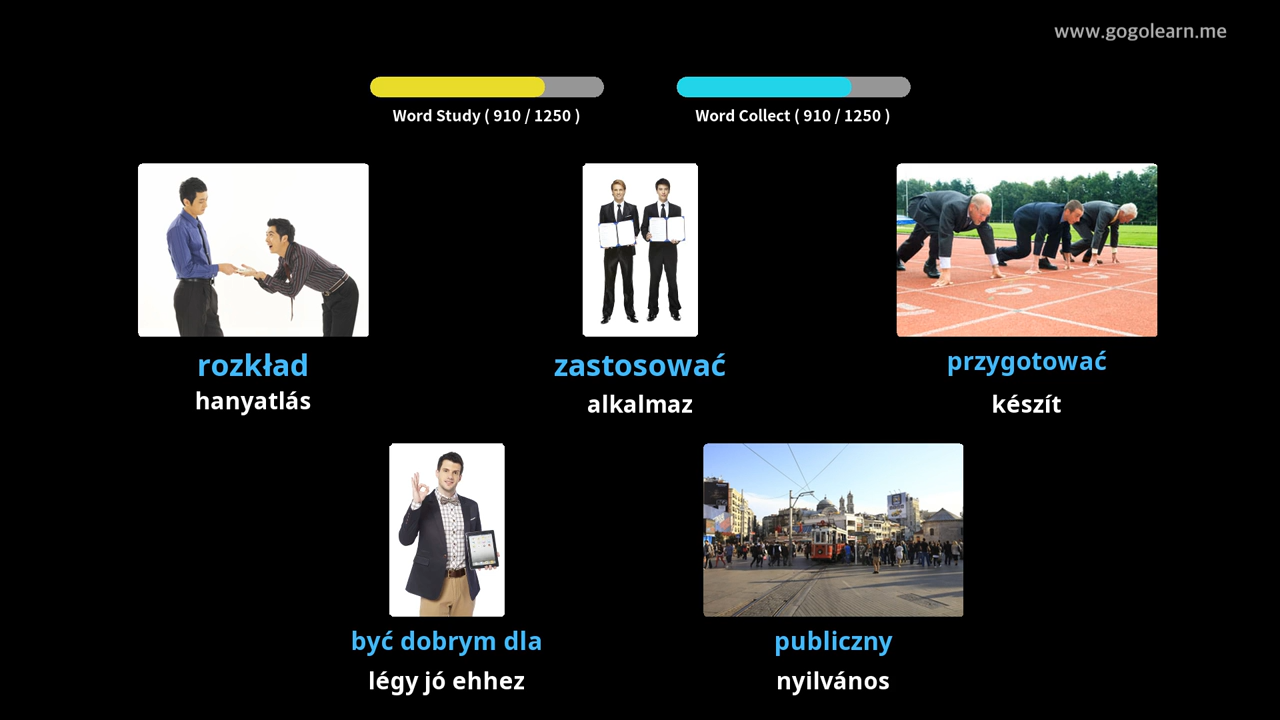 www.gogolearn.me
Word Study ( 910 / 1250 )
Word Collect ( 910 / 1250 )
rozkład
hanyatlás
zastosować
alkalmaz
przygotować
készít
być dobrym dla
légy jó ehhez
publiczny
nyilvános